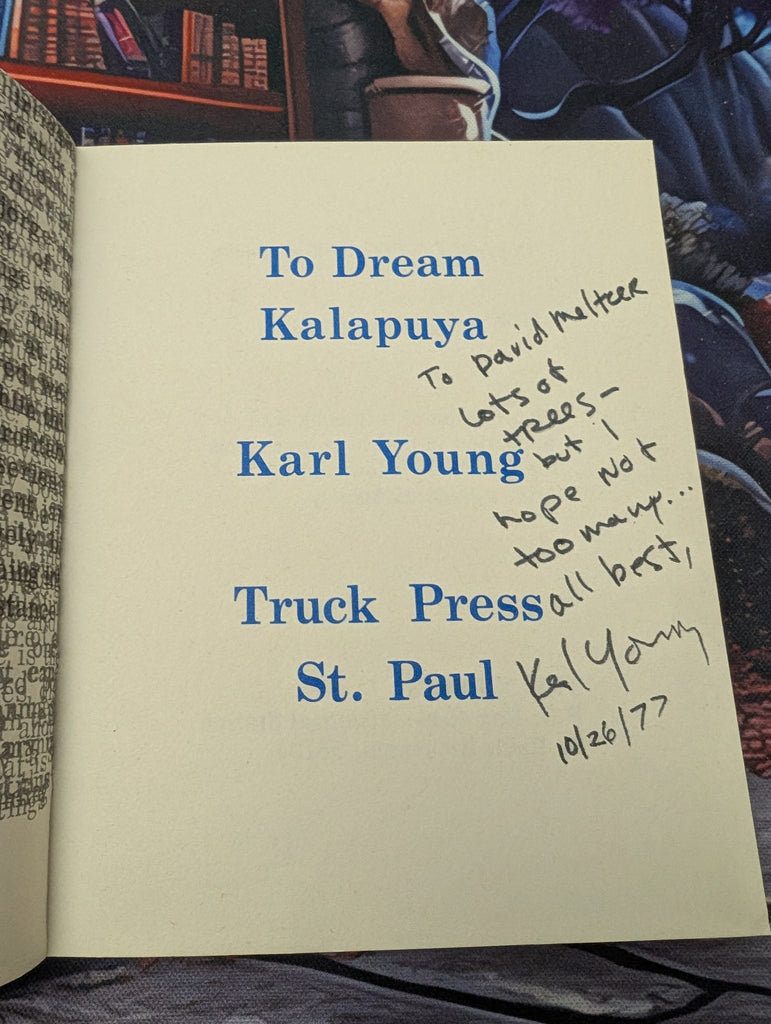 To Dream
Kalapuya
Karl Young
Truck Press
St. Paul
To David Meltzer
Lots of
trees–
but I
hope not
too many...
all best,
Karl Young
10/26/77